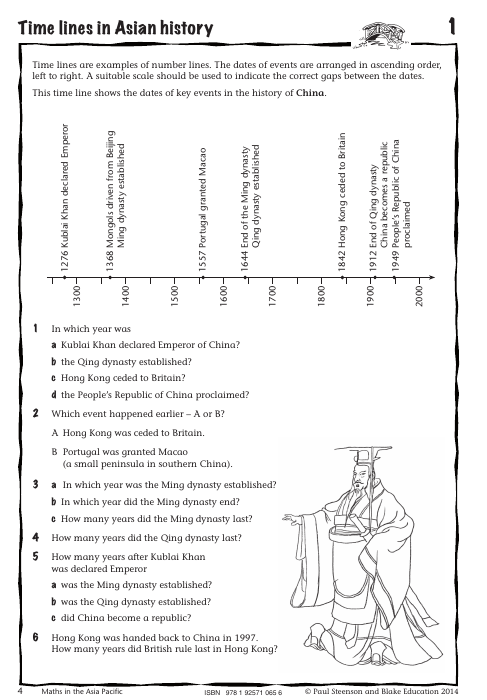 Time lines in Asian history
1
Time lines are examples of number lines. The dates of events are arranged in ascending order,
left to right. A suitable scale should be used to indicate the correct gaps between the dates.
This time line shows the dates of key events in the history of China.
1276 Kublai Khan declared Emperor
1368 Mongols driven from Beijing
Ming dynasty established
1557 Portugal granted Macao
1644 End of the Ming dynasty
Qing dynasty established
1842 Hong Kong ceded to Britain
1912 End of Qing dynasty
China becomes a republic
1949 People's Republic of China
proclaimed
1300
1400
1500
1600
1700
1800
1900
2000
1 In which year was
a Kublai Khan declared Emperor of China?
b the Qing dynasty established?
c Hong Kong ceded to Britain?
d the People's Republic of China proclaimed?
2 Which event happened earlier – A or B?
A Hong Kong was ceded to Britain.
B Portugal was granted Macao
(a small peninsula in southern China).
3 a In which year was the Ming dynasty established?
b In which year did the Ming dynasty end?
c How many years did the Ming dynasty last?
4 How many years did the Qing dynasty last?
5 How many years after Kublai Khan
was declared Emperor
a was the Ming dynasty established?
b was the Qing dynasty established?
c did China become a republic?
6 Hong Kong was handed back to China in 1997.
How many years did British rule last in Hong Kong?
4 Maths in the Asia Pacific ISBN 978 1 92571 065 6 © Paul Steenson and Blake Education 2014